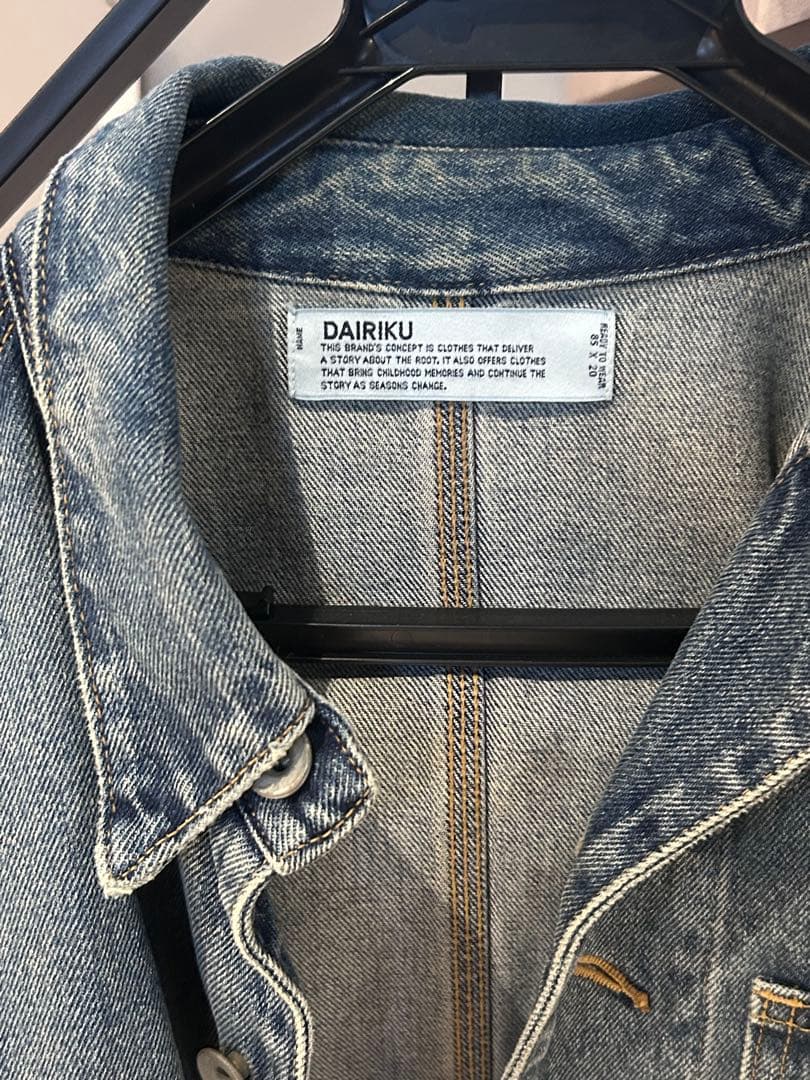 NAME
DAIRIKU
THIS BRAND'S CONCEPT IS CLOTHES THAT DELIVER
A STORY ABOUT THE ROOT. IT ALSO OFFERS CLOTHES
THAT BRING CHILDHOOD MEMORIES AND CONTINUE THE
STORY AS SEASONS CHANGE.
READY TO WEAR
85 X 20